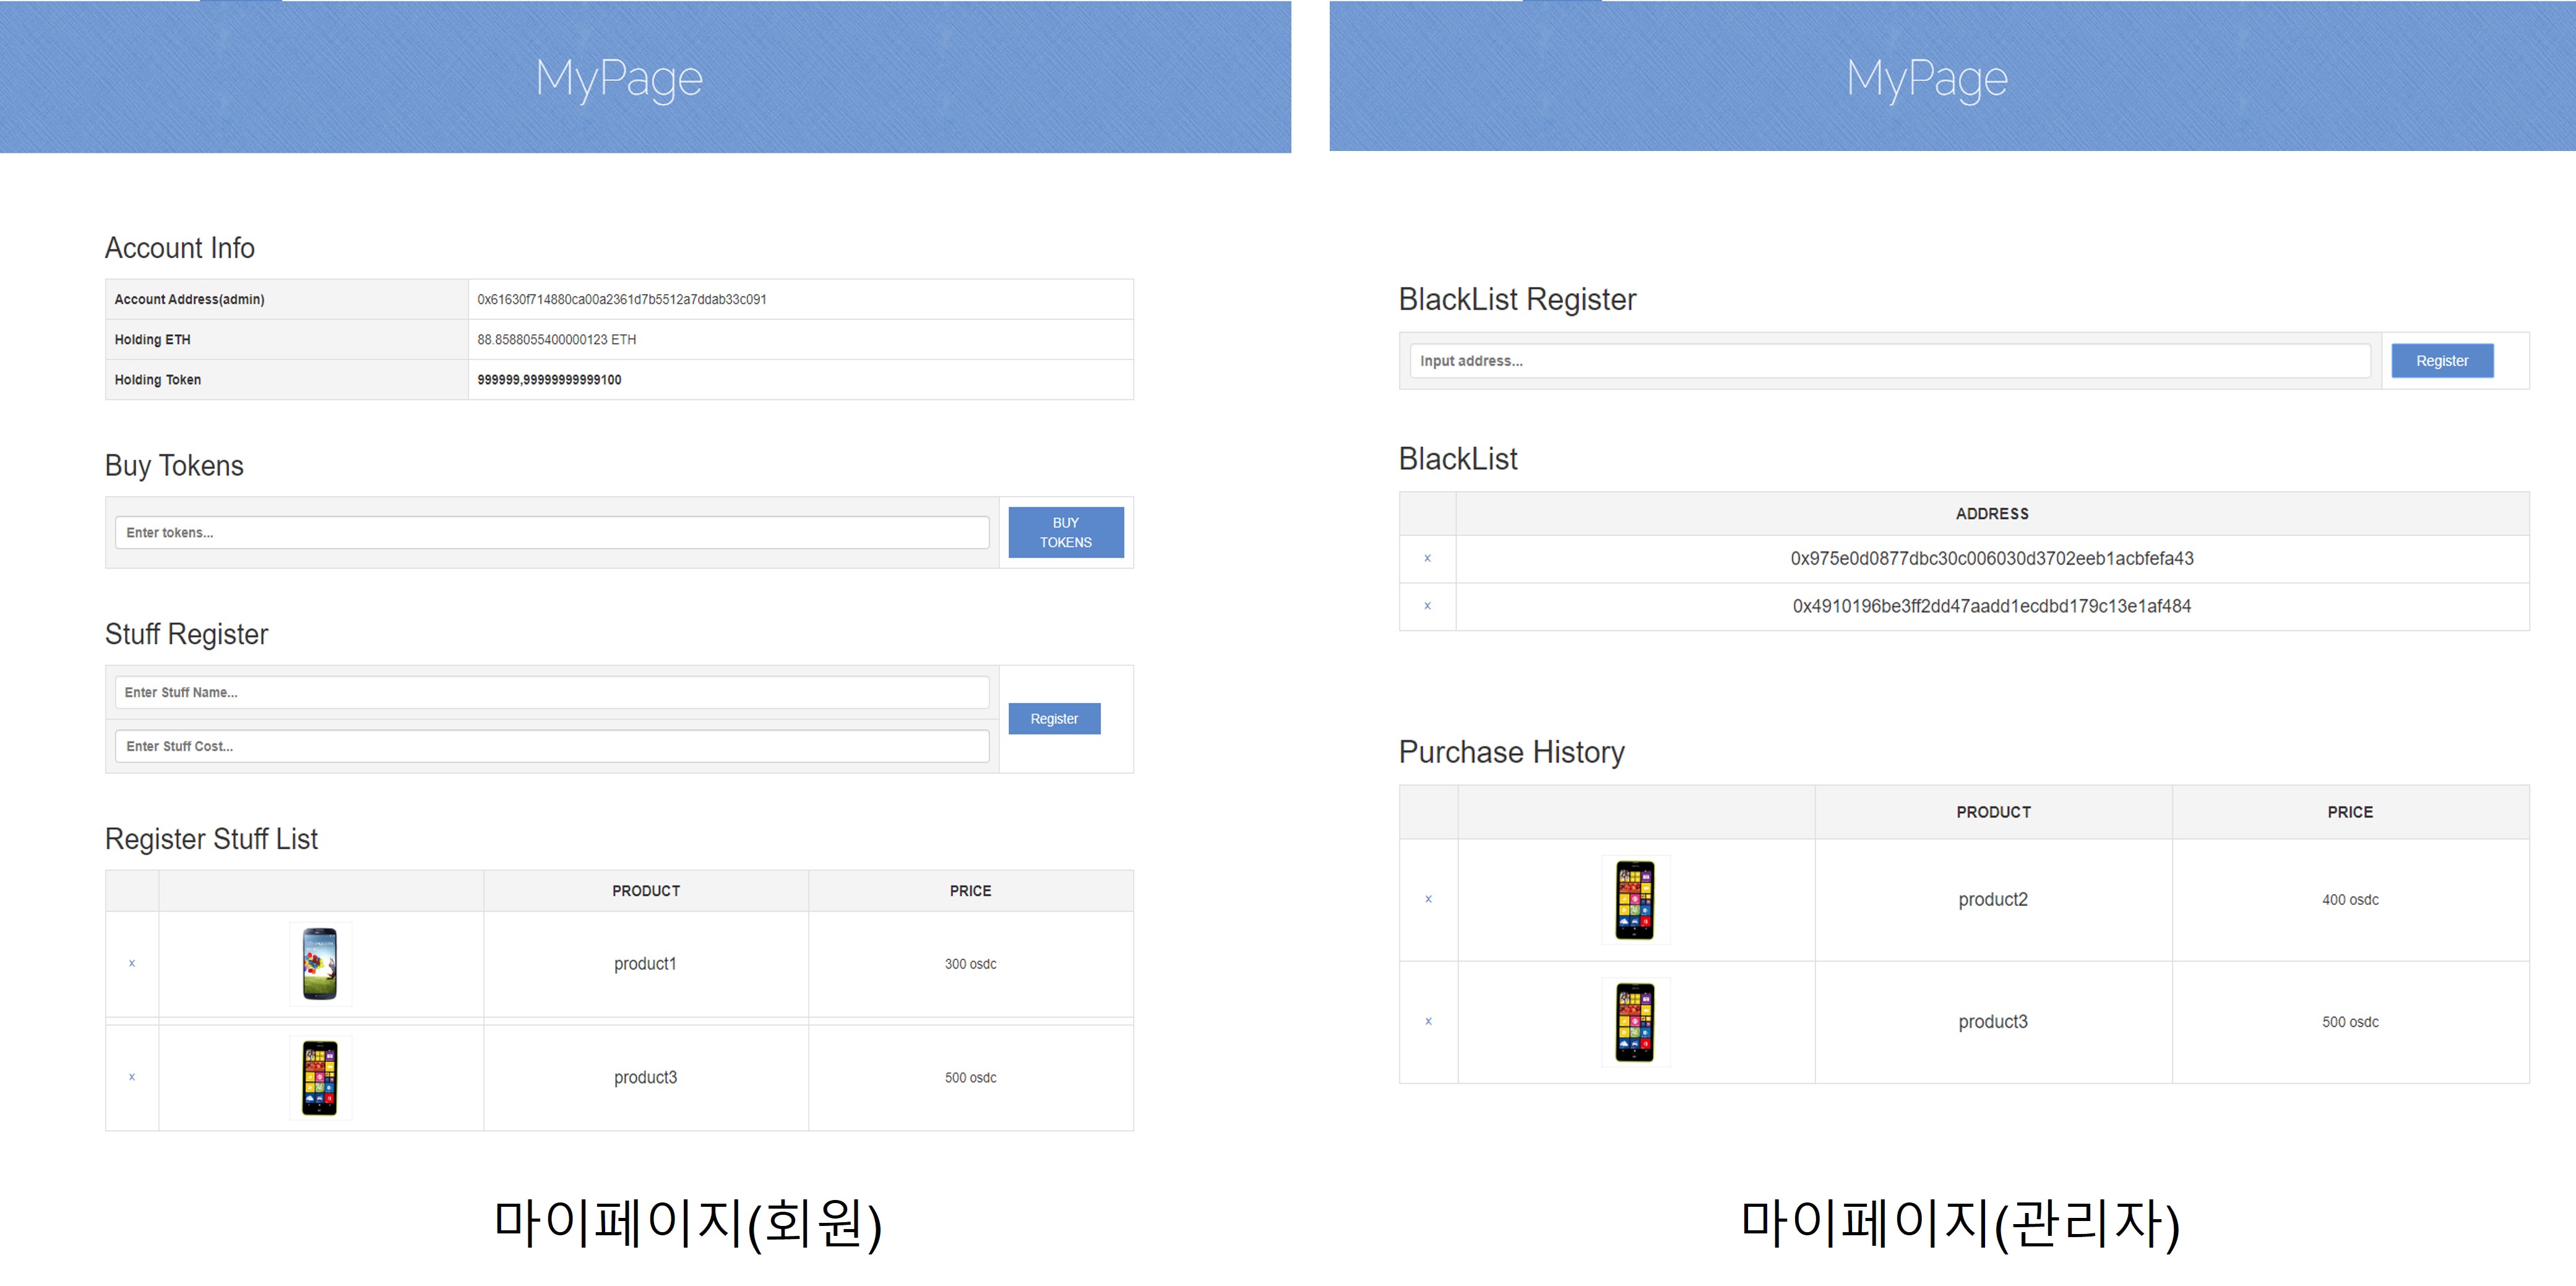 MyPage
Account Info
Account Address(admin) 0x61630f714880ca00a2361d7b5512a7ddab33c091
Holding ETH 88.8588055400000123 ETH
Holding Token 999999,99999999999100
Buy Tokens
Enter tokens...
BUY
TOKENS
Stuff Register
Enter Stuff Name...
Register
Enter Stuff Cost...
Register Stuff List
PRODUCT PRICE
x product1 300 osdc
x product3 500 osdc
마이페이지(회원)
MyPage
BlackList Register
Input address... Register
BlackList
ADDRESS
x 0x975e0d0877dbc30c006030d3702eeb1acbfefa43
x 0x4910196be3ff2dd47aadd1ecdbd179c13e1af484
Purchase History
PRODUCT PRICE
x product2 400 osdc
x product3 500 osdc
마이페이지(관리자)